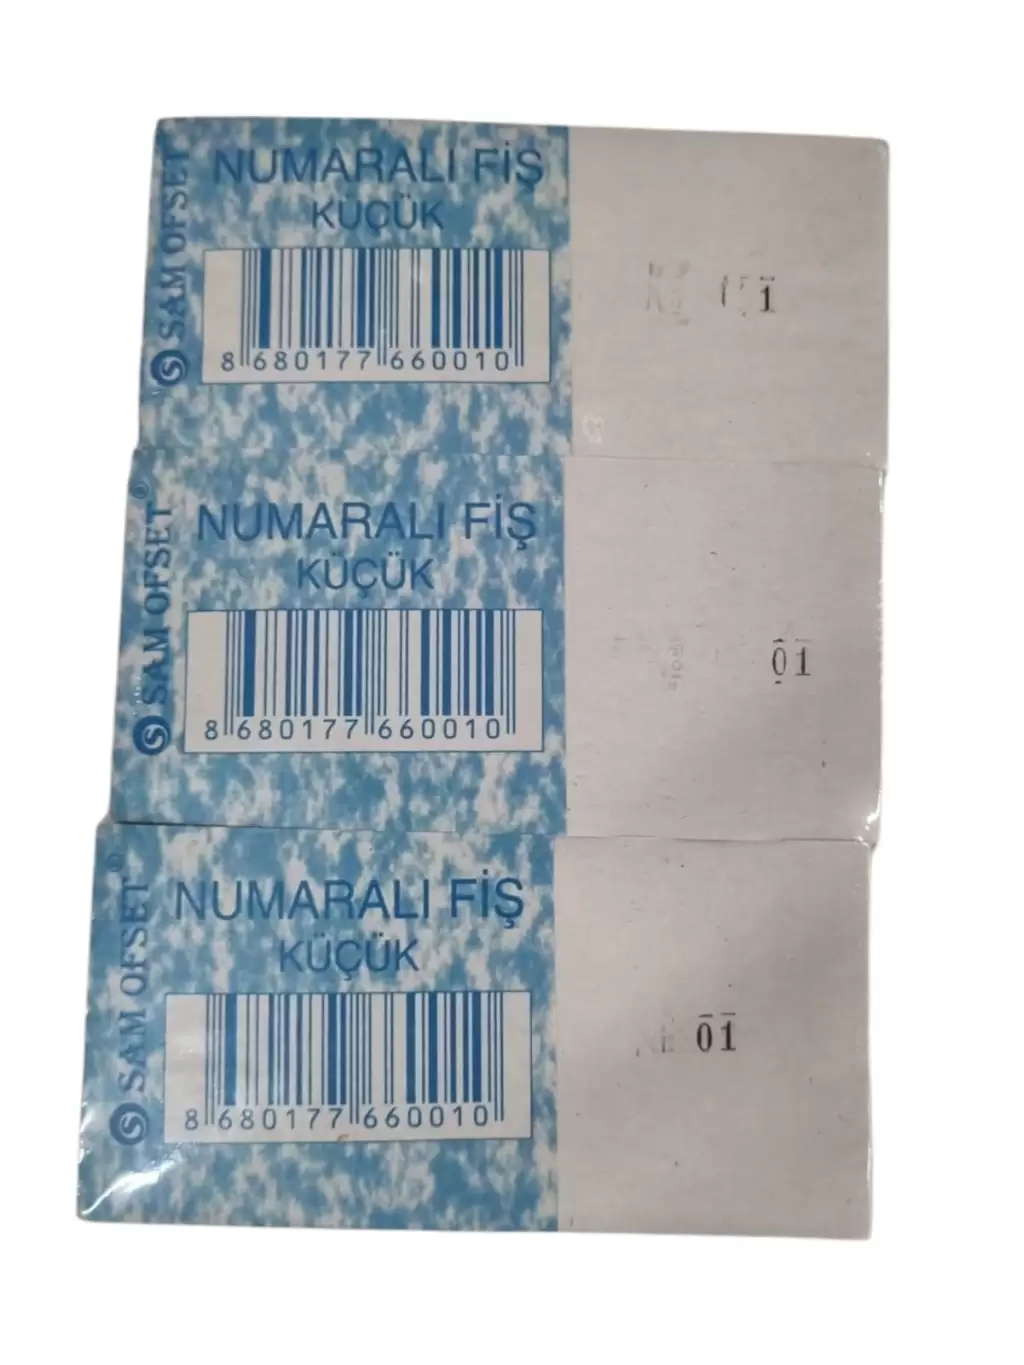 SAM OFSET
NUMARALI FİŞ
KÜÇÜK
8 680177 660010
1
SAM OFSET®
NUMARALI FİŞ
KÜÇÜK
8 680177 660010
01
SAM OFSET®
NUMARALI FİŞ
KÜÇÜK
8 680177 660010
01